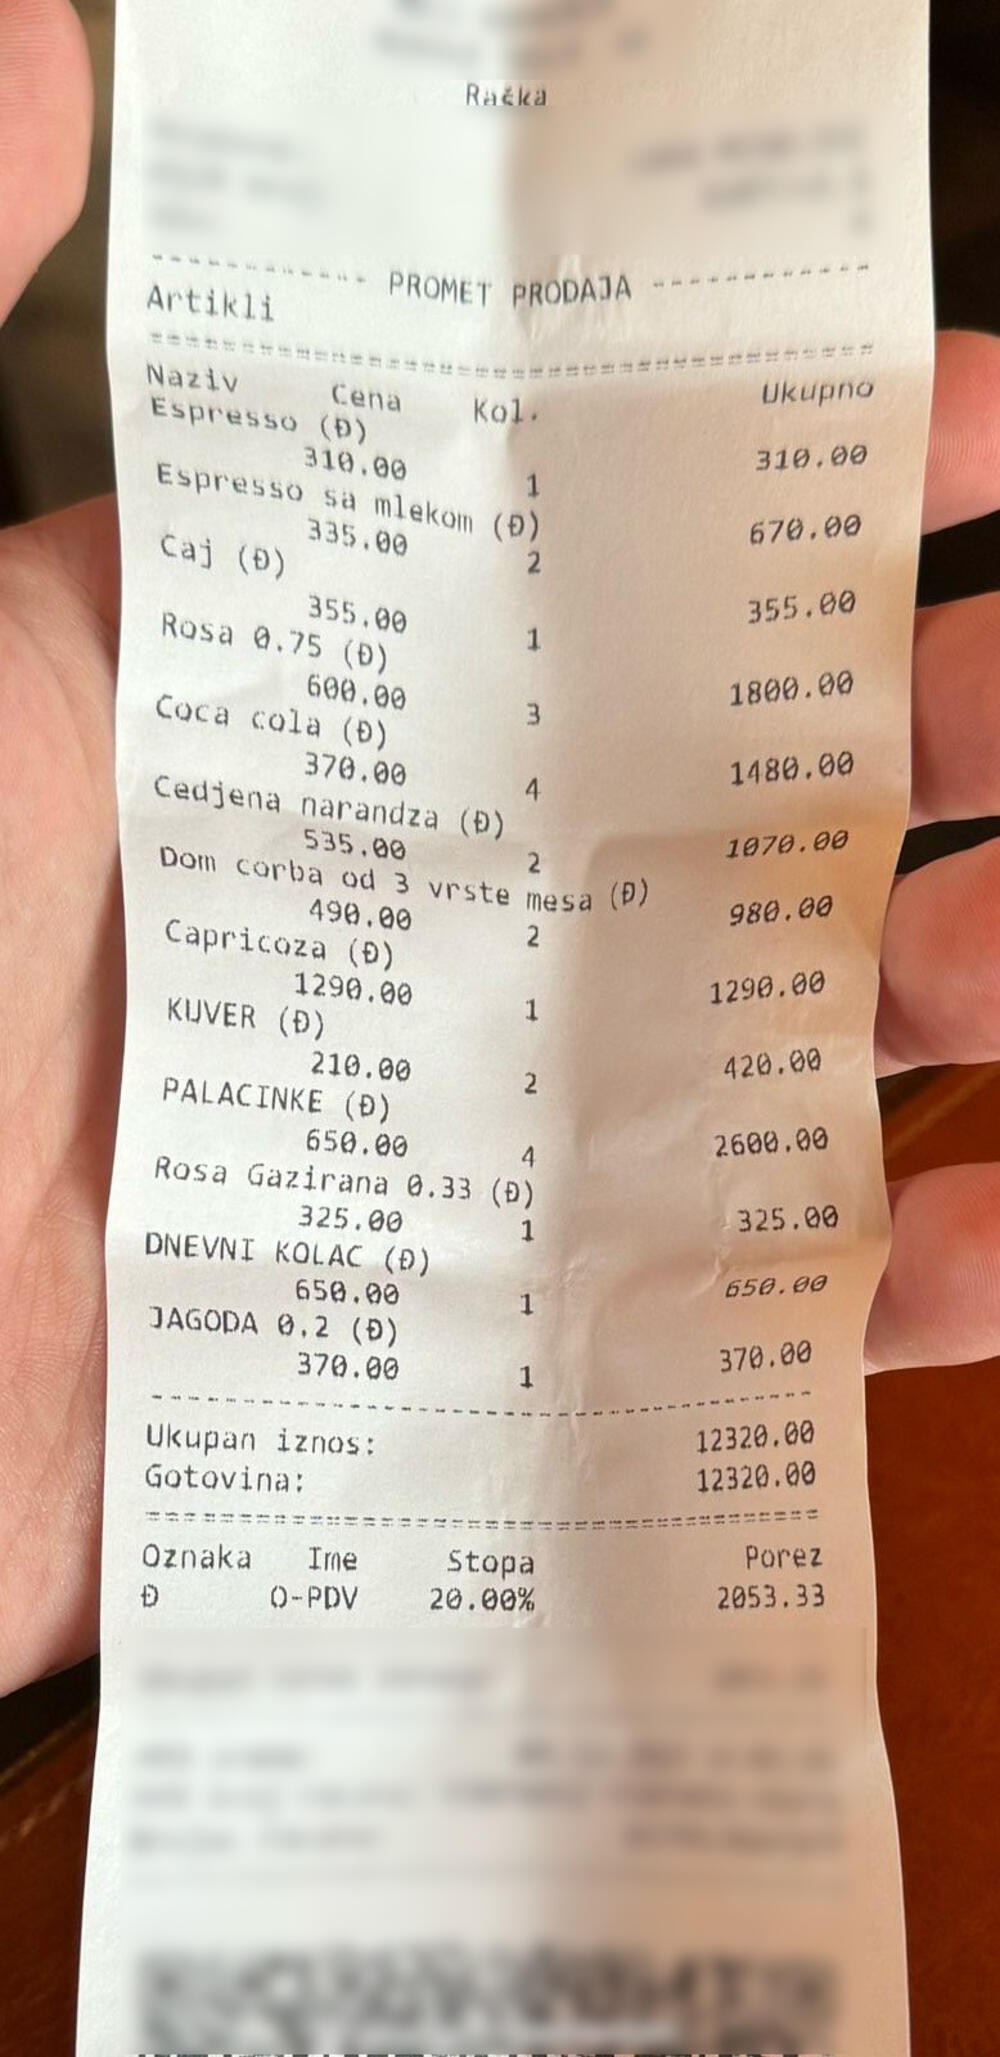 Račka
------------ PROMET PRODAJA ------------
Artikli
========================================
Naziv Cena Kol. Ukupno
Espresso (Đ)
310.00 1 310.00
Espresso sa mlekom (Đ)
335.00 2 670.00
Caj (Đ)
355.00 1 355.00
Rosa 0.75 (Đ)
600.00 3 1800.00
Coca cola (Đ)
370.00 4 1480.00
Cedjena narandza (Đ)
535.00 2 1070.00
Dom corba od 3 vrste mesa (Đ)
490.00 2 980.00
Capricoza (Đ)
1290.00 1 1290.00
KUVER (Đ)
210.00 2 420.00
PALACINKE (Đ)
650.00 4 2600.00
Rosa Gazirana 0.33 (Đ)
325.00 1 325.00
DNEVNI KOLAC (Đ)
650.00 1 650.00
JAGODA 0.2 (Đ)
370.00 1 370.00
----------------------------------------
Ukupan iznos: 12320.00
Gotovina: 12320.00
========================================
Oznaka Ime Stopa Porez
Đ O-PDV 20.00% 2053.33